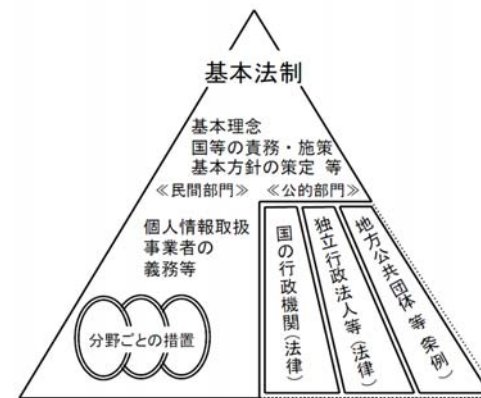 基本法制
基本理念
国等の責務・施策
基本方針の策定 等
≪民間部門≫ ≪公的部門≫
個人情報取扱
事業者の
義務等
分野ごとの措置
国の行政機関(法律)
独立行政法人等(法律)
地方公共団体 等 条例)